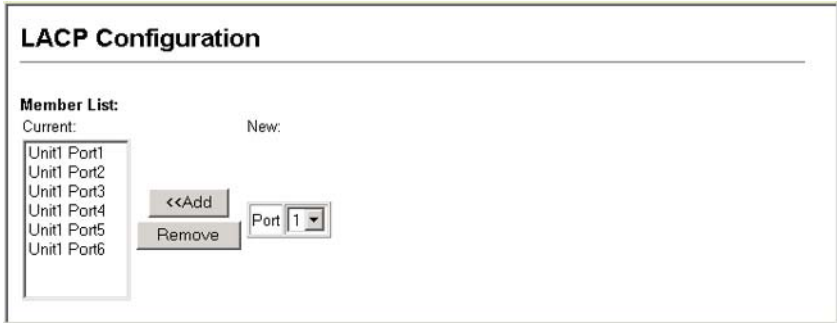 LACP Configuration
Member List:
Current:
New:
Unit1 Port1
Unit1 Port2
Unit1 Port3
Unit1 Port4
Unit1 Port5
Unit1 Port6
<<Add
Remove
Port 1